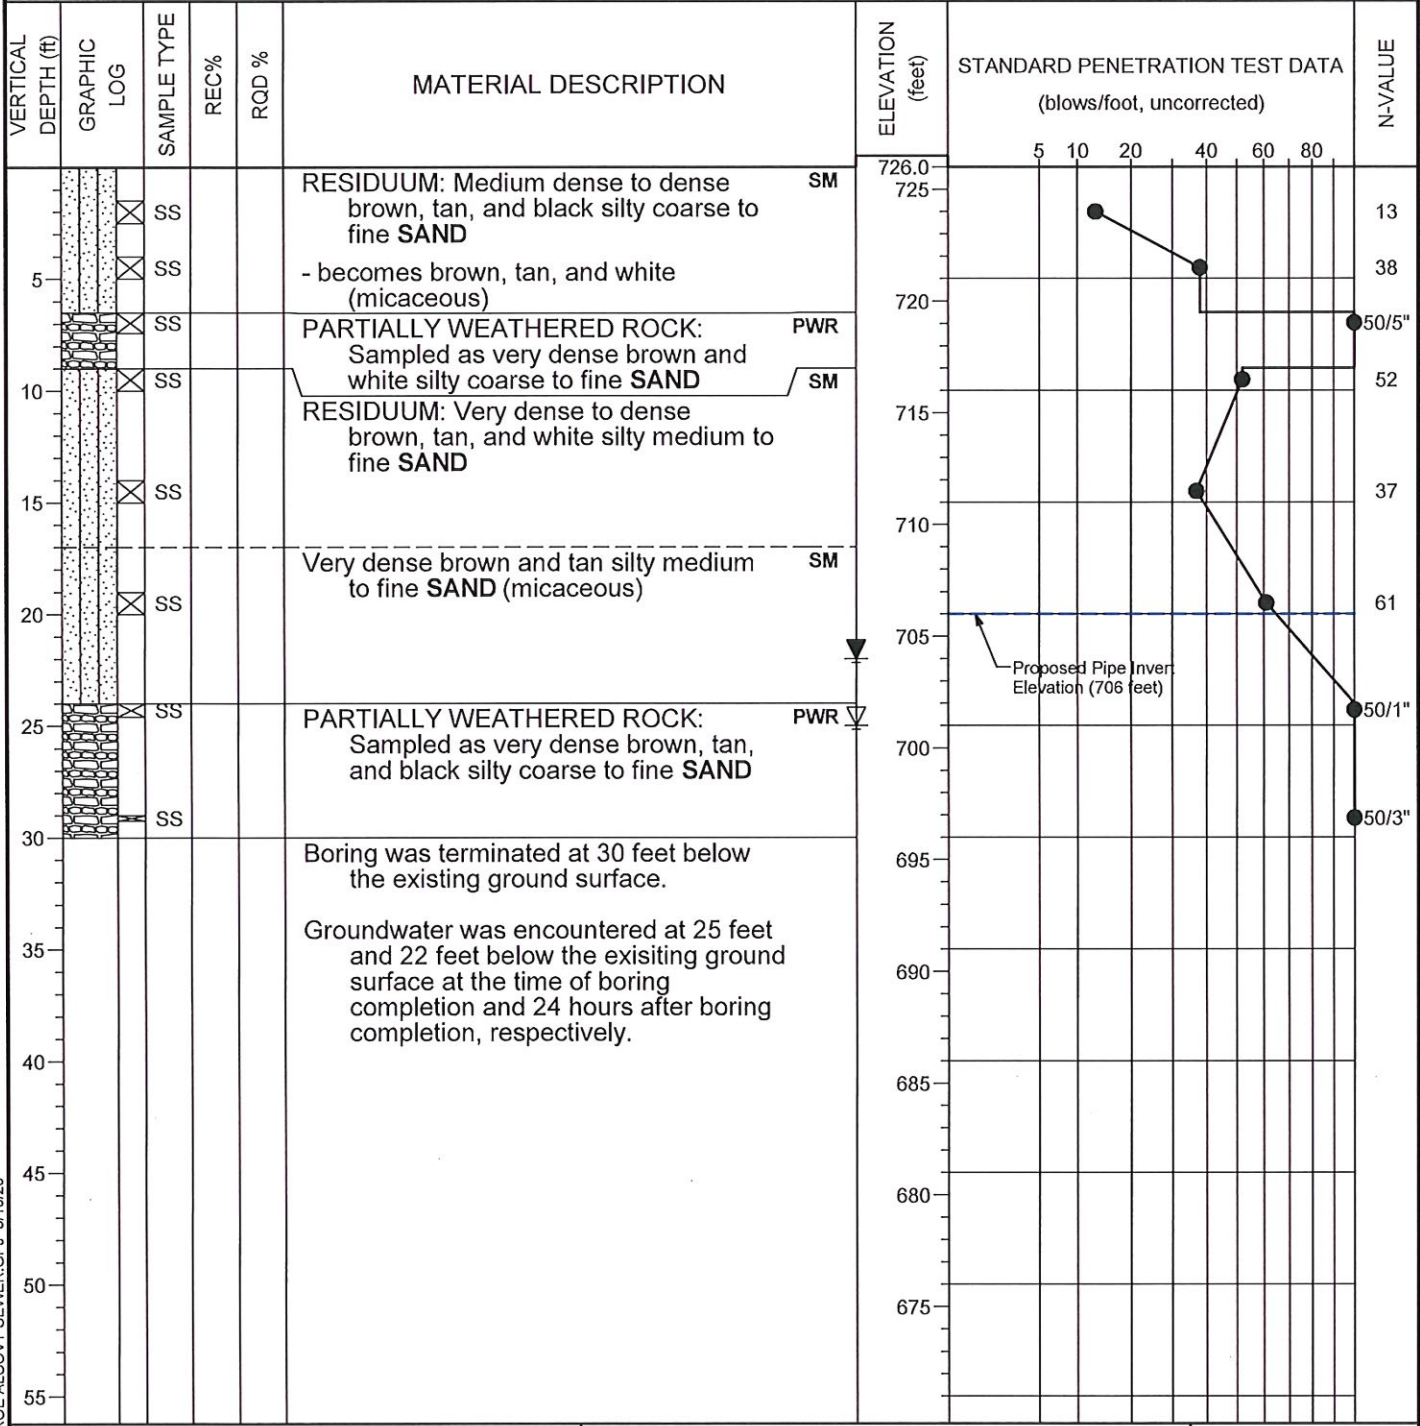 VERTICAL
DEPTH (ft)
GRAPHIC
LOG
SAMPLE TYPE
REC%
RQD %
MATERIAL DESCRIPTION
ELEVATION
(feet)
STANDARD PENETRATION TEST DATA
(blows/foot, uncorrected)
N-VALUE
5 10 20 40 60 80
726.0
RESIDUUM: Medium dense to dense SM
brown, tan, and black silty coarse to
fine SAND
725
SS
13
- becomes brown, tan, and white
(micaceous)
5
SS
38
720
PARTIALLY WEATHERED ROCK: PWR
Sampled as very dense brown and
white silty coarse to fine SAND
SS
50/5"
SM
SS
52
10
RESIDUUM: Very dense to dense
brown, tan, and white silty medium to
fine SAND
715
SS
37
15
710
Very dense brown and tan silty medium SM
to fine SAND (micaceous)
SS
61
20
705
Proposed Pipe Inver
Elevation (706 feet)
SS
50/1"
PARTIALLY WEATHERED ROCK: PWR
Sampled as very dense brown, tan,
and black silty coarse to fine SAND
25
700
SS
50/3"
30
Boring was terminated at 30 feet below
the existing ground surface.
695
Groundwater was encountered at 25 feet
and 22 feet below the exisiting ground
surface at the time of boring
completion and 24 hours after boring
completion, respectively.
35
690
40
685
45
680
50
675
55